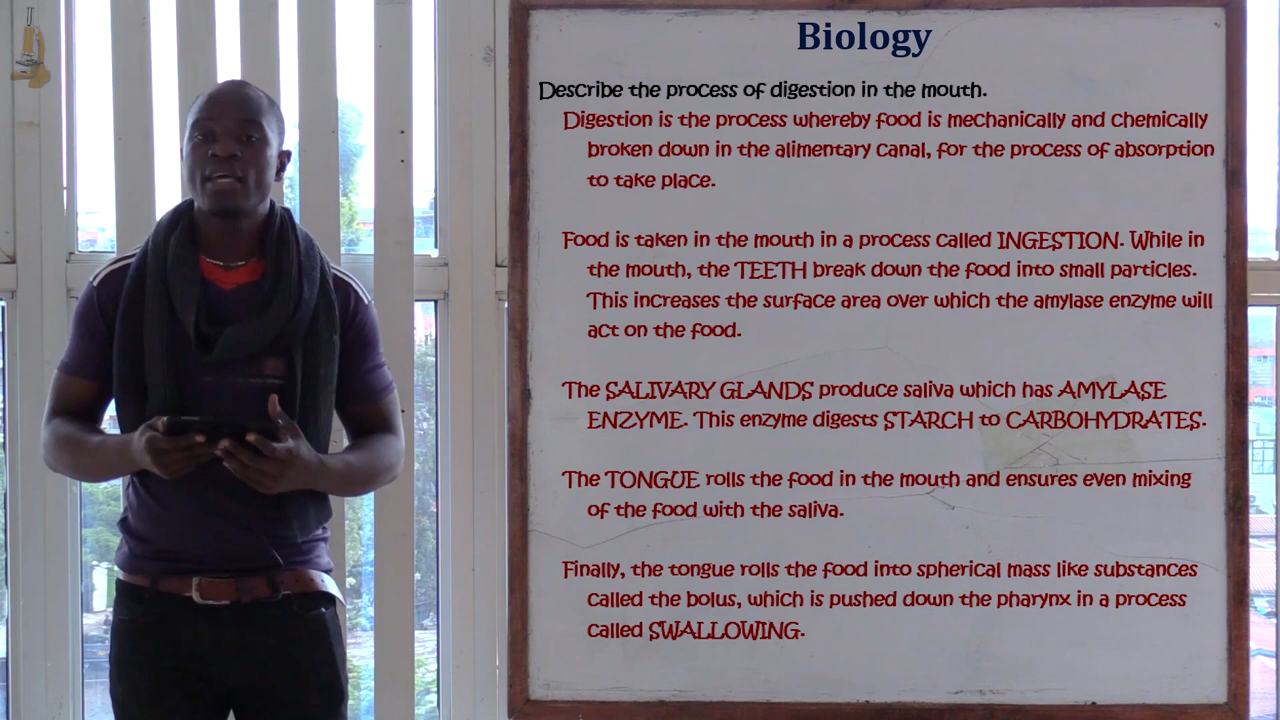 Biology
Describe the process of digestion in the mouth.
Digestion is the process whereby food is mechanically and chemically
broken down in the alimentary canal, for the process of absorption
to take place.
Food is taken in the mouth in a process called INGESTION. While in
the mouth, the TEETH break down the food into small particles.
This increases the surface area over which the amylase enzyme will
act on the food.
The SALIVARY GLANDS produce saliva which has AMYLASE
ENZYME. This enzyme digests STARCH to CARBOHYDRATES.
The TONGUE rolls the food in the mouth and ensures even mixing
of the food with the saliva.
Finally, the tongue rolls the food into spherical mass like substances
called the bolus, which is pushed down the pharynx in a process
called SWALLOWING.